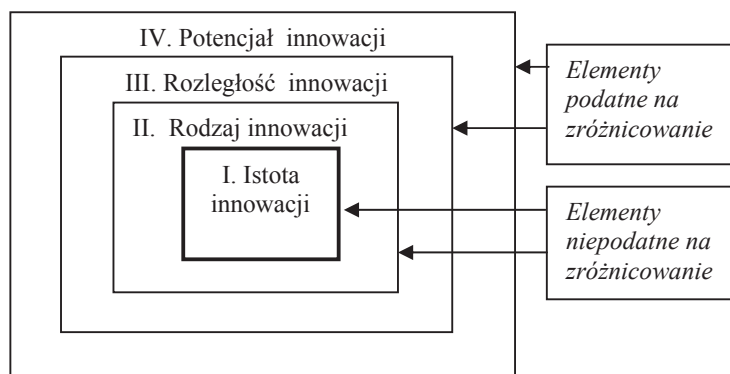 IV. Potencjał innowacji
III. Rozległość innowacji
II. Rodzaj innowacji
I. Istota
innowacji
Elementy
podatne na
zróżnicowanie
Elementy
niepodatne na
zróżnicowanie